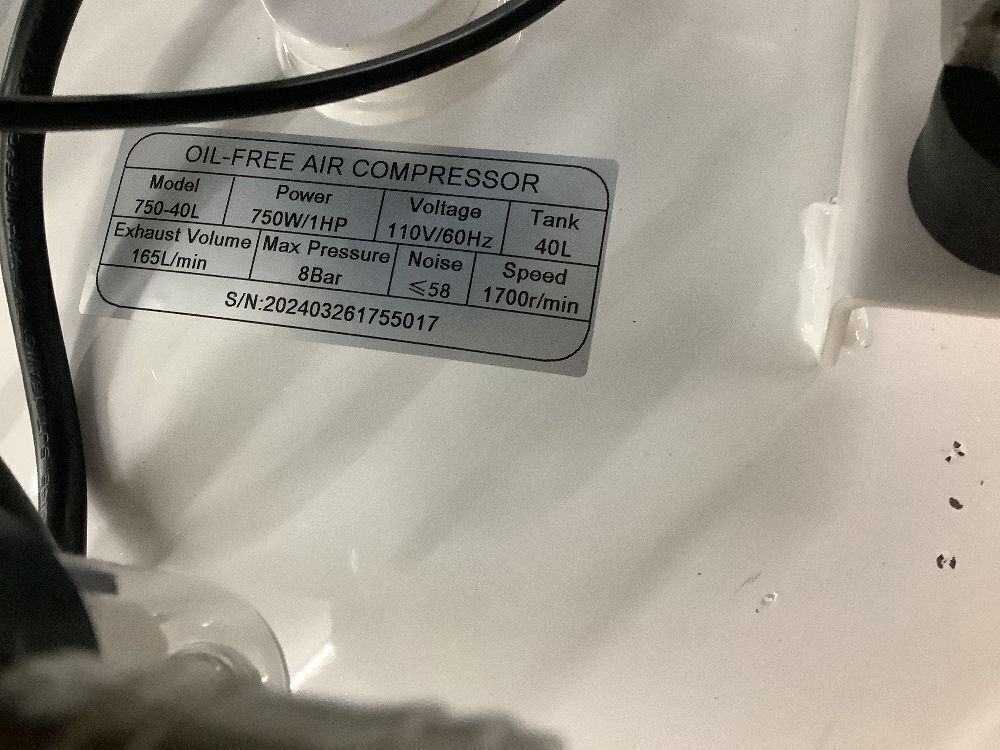 OIL-FREE AIR COMPRESSOR
Model Power Voltage Tank
750-40L 750W/1HP 110V/60Hz 40L
Exhaust Volume Max Pressure Noise Speed
165L/min 8Bar ≤58 1700r/min
S/N:202403261755017